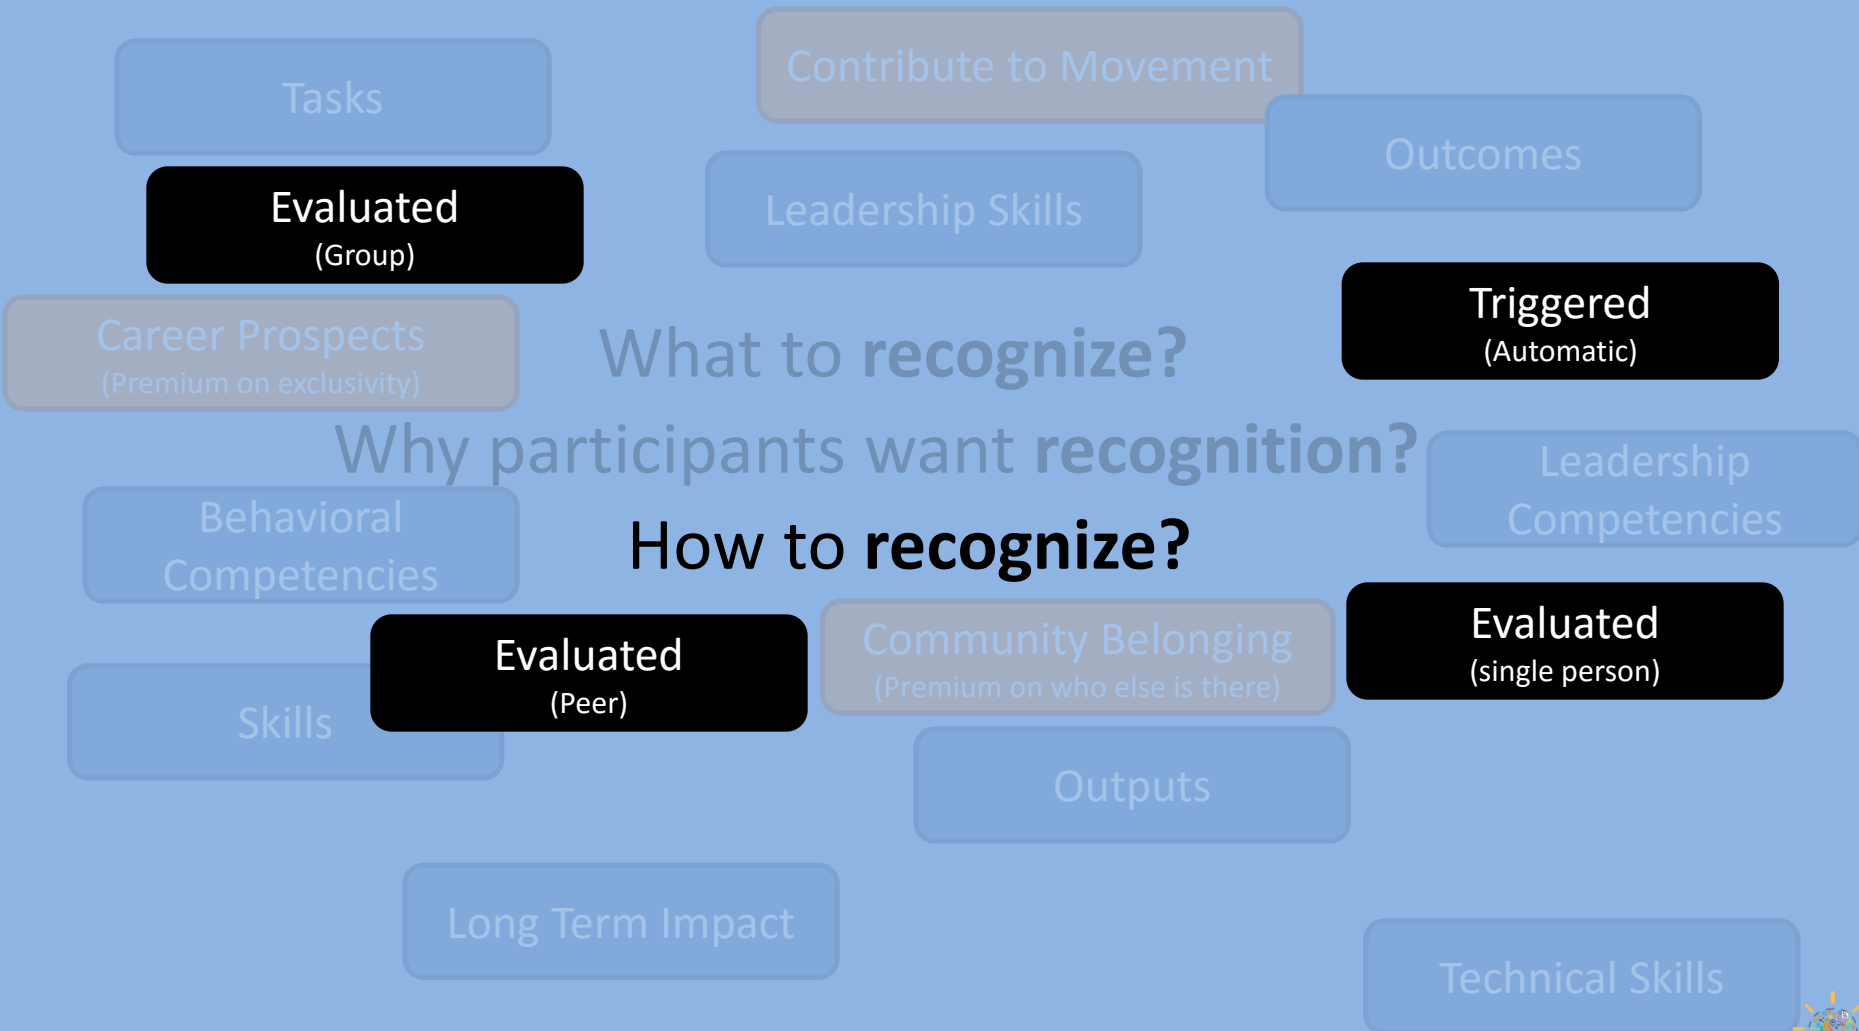 Contribute to Movement
Tasks
Outcomes
Evaluated
(Group)
Leadership Skills
Triggered
(Automatic)
Career Prospects
(Premium on exclusivity)
What to recognize?
Why participants want recognition?
Leadership
Competencies
Behavioral
Competencies
How to recognize?
Evaluated
(Peer)
Community Belonging
(Premium on who else is there)
Evaluated
(single person)
Skills
Outputs
Long Term Impact
Technical Skills